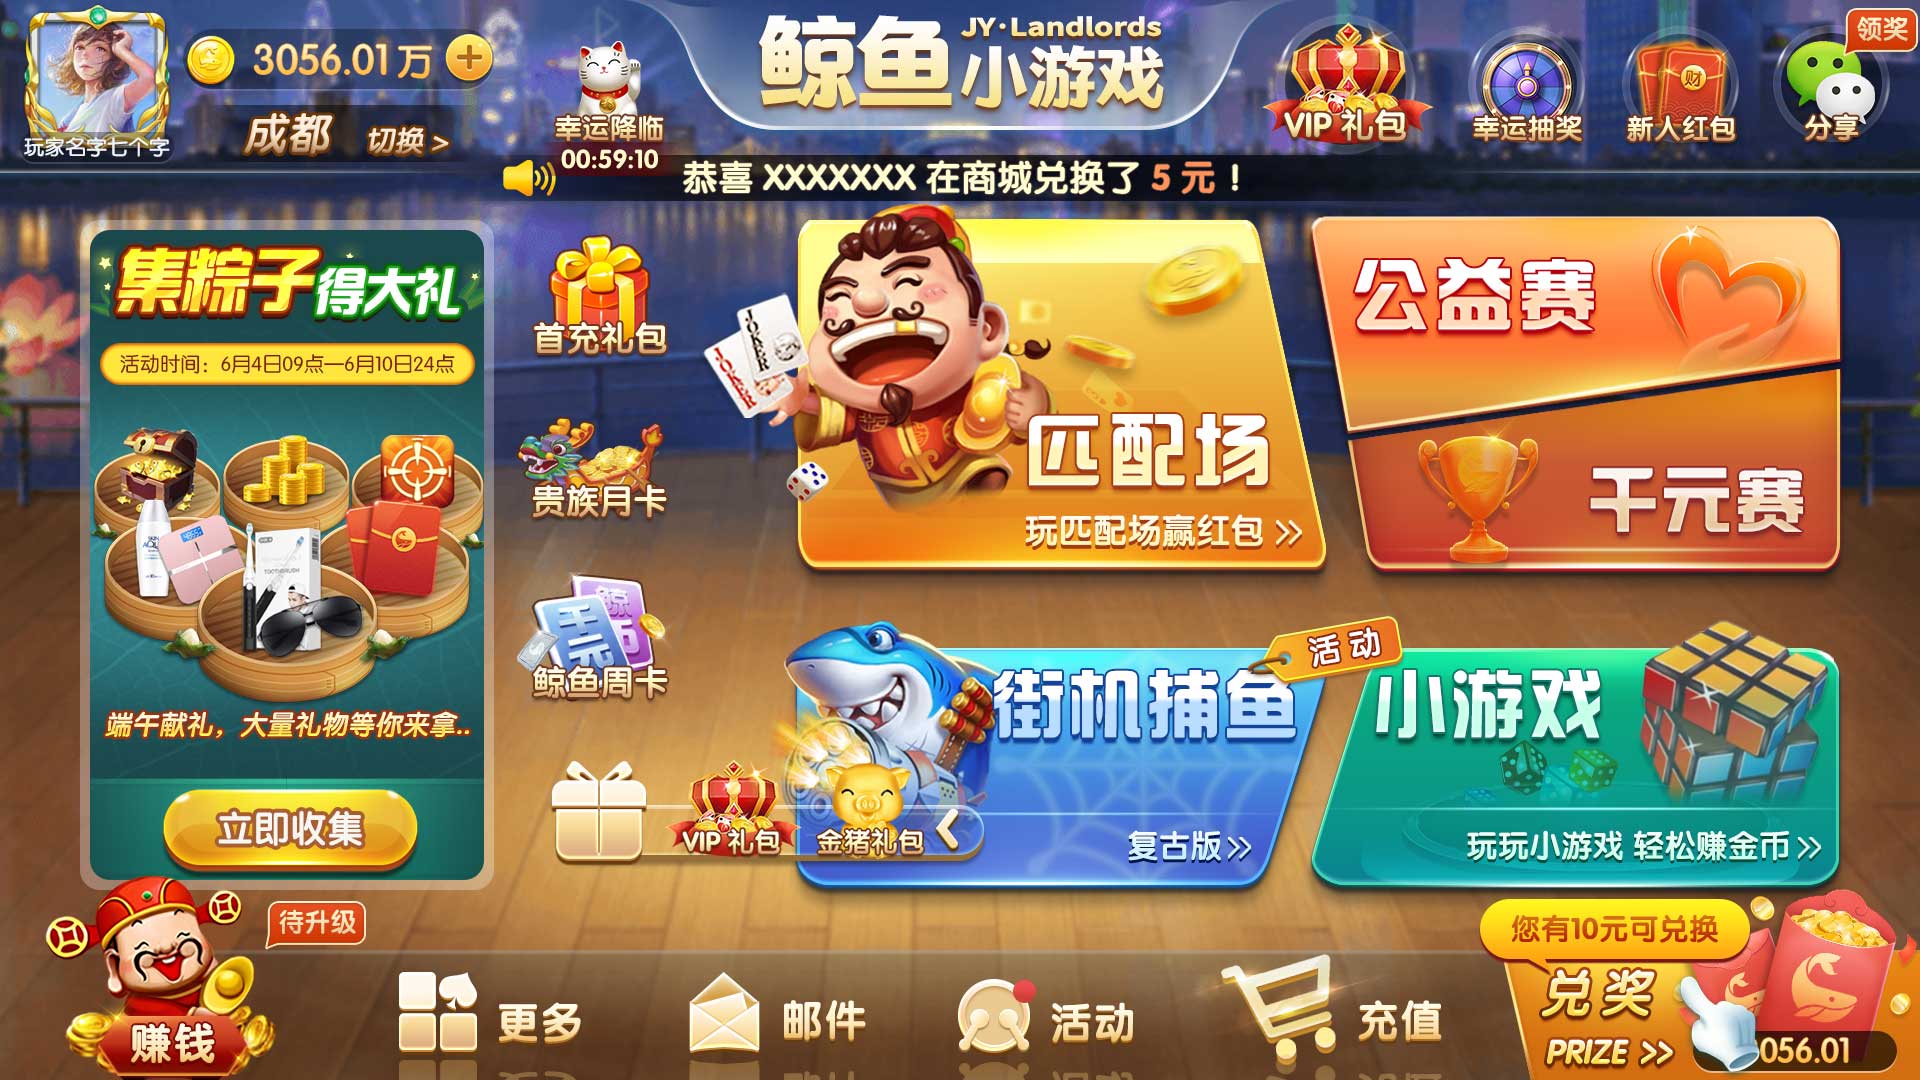 3056.01万
玩家名字七个字
成都 切换 >
幸运降临
00:59:10
鲸鱼
JY·Landlords
小游戏
VIP 礼包
幸运抽奖
财
新人红包
领奖
分享
恭喜 XXXXXXX 在商城兑换了 5 元！
集粽子得大礼
活动时间：6月4日09点—6月10日24点
端午献礼，大量礼物等你来拿..
立即收集
首充礼包
贵族月卡
鲸鱼周卡
JOKER
JOKER
匹配场
玩匹配场赢红包 >>
公益赛
千元赛
街机捕鱼
复古版>>
活动
小游戏
玩玩小游戏 轻松赚金币>>
VIP 礼包
金猪礼包
待升级
赚钱
更多
邮件
活动
充值
您有10元可兑换
兑奖
PRIZE >>
056.01